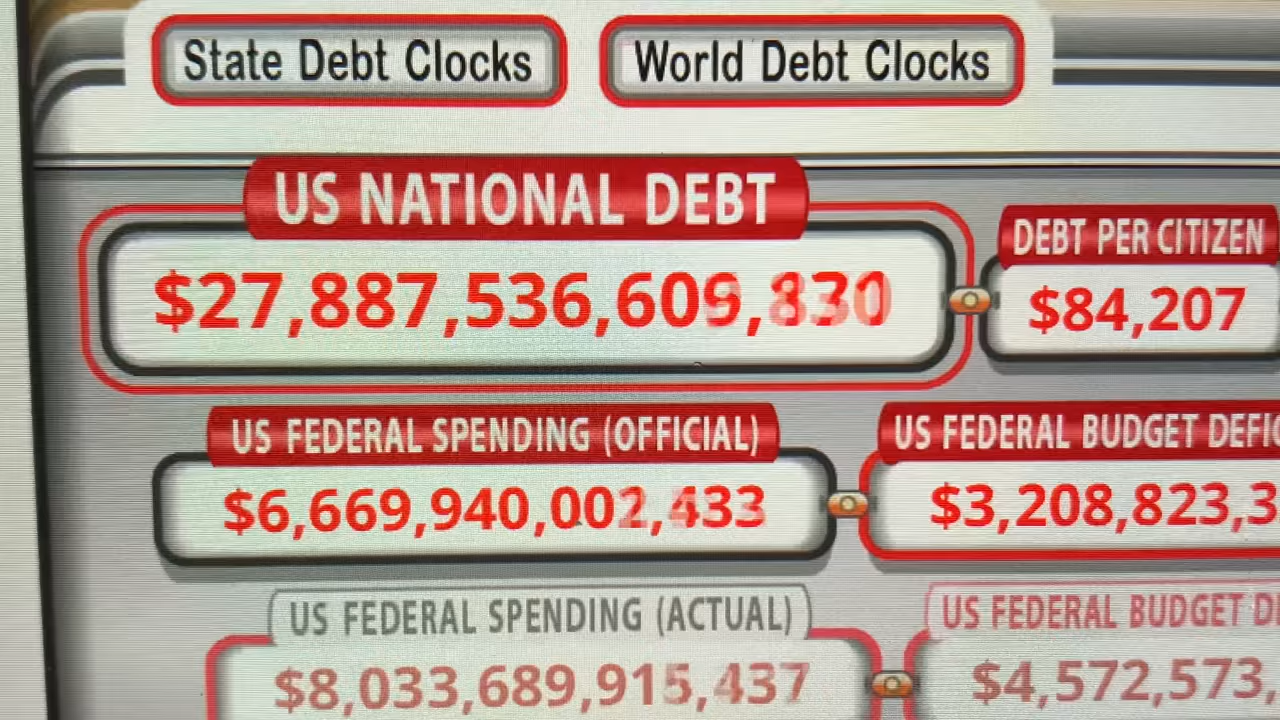 State Debt Clocks World Debt Clocks
US NATIONAL DEBT
DEBT PER CITIZEN
$27,887,536,609,830
$84,207
US FEDERAL SPENDING (OFFICIAL) US FEDERAL BUDGET DEFIC
$6,669,940,002,433 $3,208,823,3
US FEDERAL SPENDING (ACTUAL) US FEDERAL BUDGET D
$8,033,689,915,437 $4,572,573,